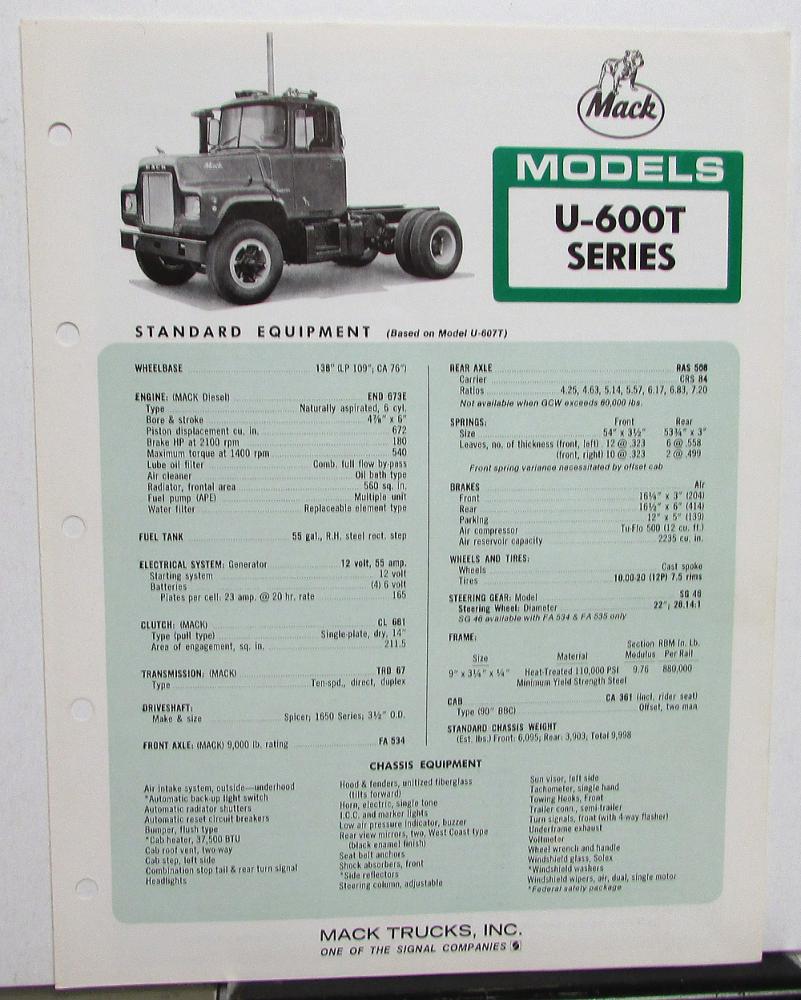 Mack
MODELS
U-600T
SERIES
MACK
Mack
STANDARD EQUIPMENT (Based on Model U-607T)
WHEELBASE 138" (LP 109"; CA 76")
ENGINE: (MACK Diesel) END 673E
Type Naturally aspirated, 6 cyl.
Bore & stroke 4⅞" x 6"
Piston displacement cu. in. 672
Brake HP at 2100 rpm 180
Maximum torque at 1400 rpm 540
Lube oil filter Comb. full flow by-pass
Air cleaner Oil bath type
Radiator, frontal area 560 sq. in.
Fuel pump (APE) Multiple unit
Water filter Replaceable element type
FUEL TANK 55 gal., R.H. steel rect. step
ELECTRICAL SYSTEM: Generator 12 volt, 55 amp.
Starting system 12 volt
Batteries (4) 6 volt
Plates per cell: 23 amp. @ 20 hr. rate 165
CLUTCH: (MACK) CL 661
Type (pull type) Single-plate, dry, 14"
Area of engagement, sq. in. 211.5
TRANSMISSION: (MACK) TRD 67
Type Ten-spd., direct, duplex
DRIVESHAFT:
Make & size Spicer; 1650 Series; 3½" O.D.
FRONT AXLE: (MACK) 9,000 lb. rating FA 534
REAR AXLE RAS 508
Carrier CRS 84
Ratios 4.25, 4.63, 5.14, 5.57, 6.17, 6.83, 7.20
Not available when GCW exceeds 60,000 lbs.
SPRINGS: Front Rear
Size 54" x 3½" 53¾" x 3"
Leaves, no. of thickness (front, left) 12 @ .323 6 @ .558
(front, right) 10 @ .323 2 @ .499
Front spring variance necessitated by offset cab
BRAKES Air
Front 16¼" x 3" (204)
Rear 16½" x 6" (414)
Parking 12" x 5" (139)
Air compressor Tu-Flo 500 (12 cu. ft.)
Air reservoir capacity 2235 cu. in.
WHEELS AND TIRES:
Wheels Cast spoke
Tires 10.00-20 (12P) 7.5 rims
STEERING GEAR: Model SG 46
Steering Wheel: Diameter 22"; 28.14:1
SG 46 available with FA 534 & FA 535 only
FRAME:
Section RBM In. Lb.
Size Material Modulus Per Rail
9" x 3¼" x ¼" Heat-Treated 110,000 PSI 9.76 880,000
Minimum Yield Strength Steel
CAB CA 361 (incl. rider seat)
Type (90" BBC) Offset, two man
STANDARD CHASSIS WEIGHT
(Est. lbs.) Front: 6,095; Rear: 3,903; Total 9,998
CHASSIS EQUIPMENT
Air intake system, outside—underhood
*Automatic back-up light switch
Automatic radiator shutters
Automatic reset circuit breakers
Bumper, flush type
*Cab heater, 37,500 BTU
Cab roof vent, two-way
Cab step, left side
Combination stop tail & rear turn signal
Headlights
Hood & fenders, unitized fiberglass
(tilts forward)
Horn, electric, single tone
I.C.C. and marker lights
Low air pressure indicator, buzzer
Rear view mirrors, two, West Coast type
(black enamel finish)
Seat belt anchors
Shock absorbers, front
*Side reflectors
Steering column, adjustable
Sun visor, left side
Tachometer, single hand
Towing Hooks, Front
Trailer conn., semi-trailer
Turn signals, front (with 4-way flasher)
Underframe exhaust
Voltmeter
Wheel wrench and handle
Windshield glass, Solex
*Windshield washers
Windshield wipers, air, dual, single motor
*Federal safety package
MACK TRUCKS, INC.
ONE OF THE SIGNAL COMPANIES